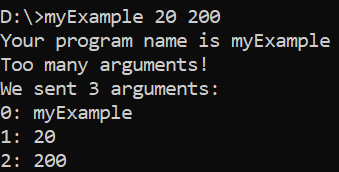 D:\>myExample 20 200
Your program name is myExample
Too many arguments!
We sent 3 arguments:
0: myExample
1: 20
2: 200